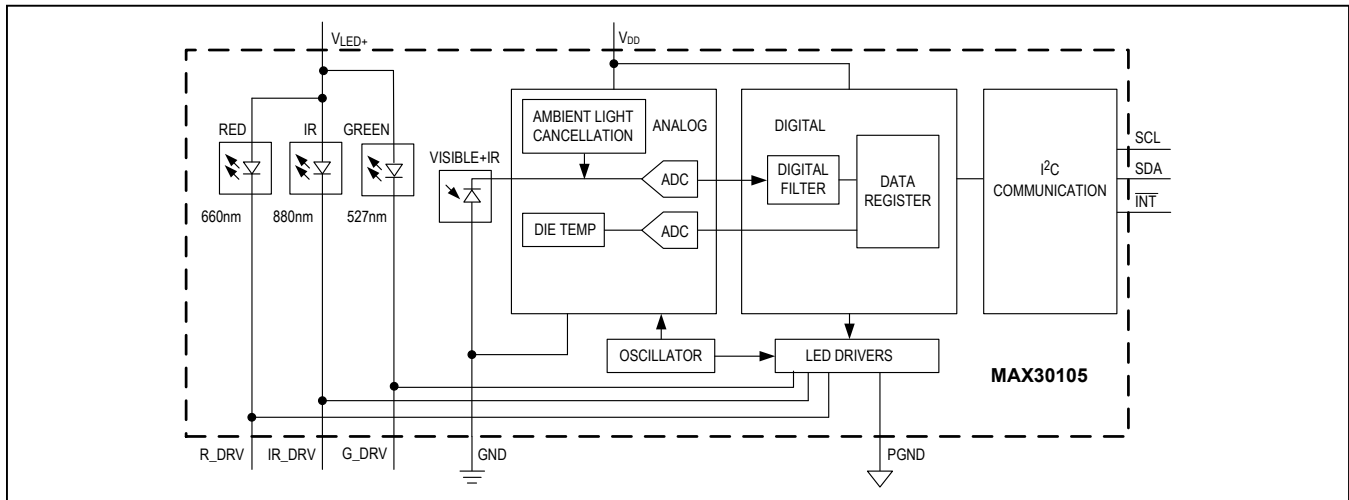 VLED+
VDD
RED
IR
GREEN
660nm
880nm
527nm
VISIBLE+IR
AMBIENT LIGHT
CANCELLATION
ANALOG
ADC
DIE TEMP
ADC
DIGITAL
DIGITAL
FILTER
DATA
REGISTER
I²C
COMMUNICATION
SCL
SDA
INT
OSCILLATOR
LED DRIVERS
MAX30105
R_DRV
IR_DRV
G_DRV
GND
PGND